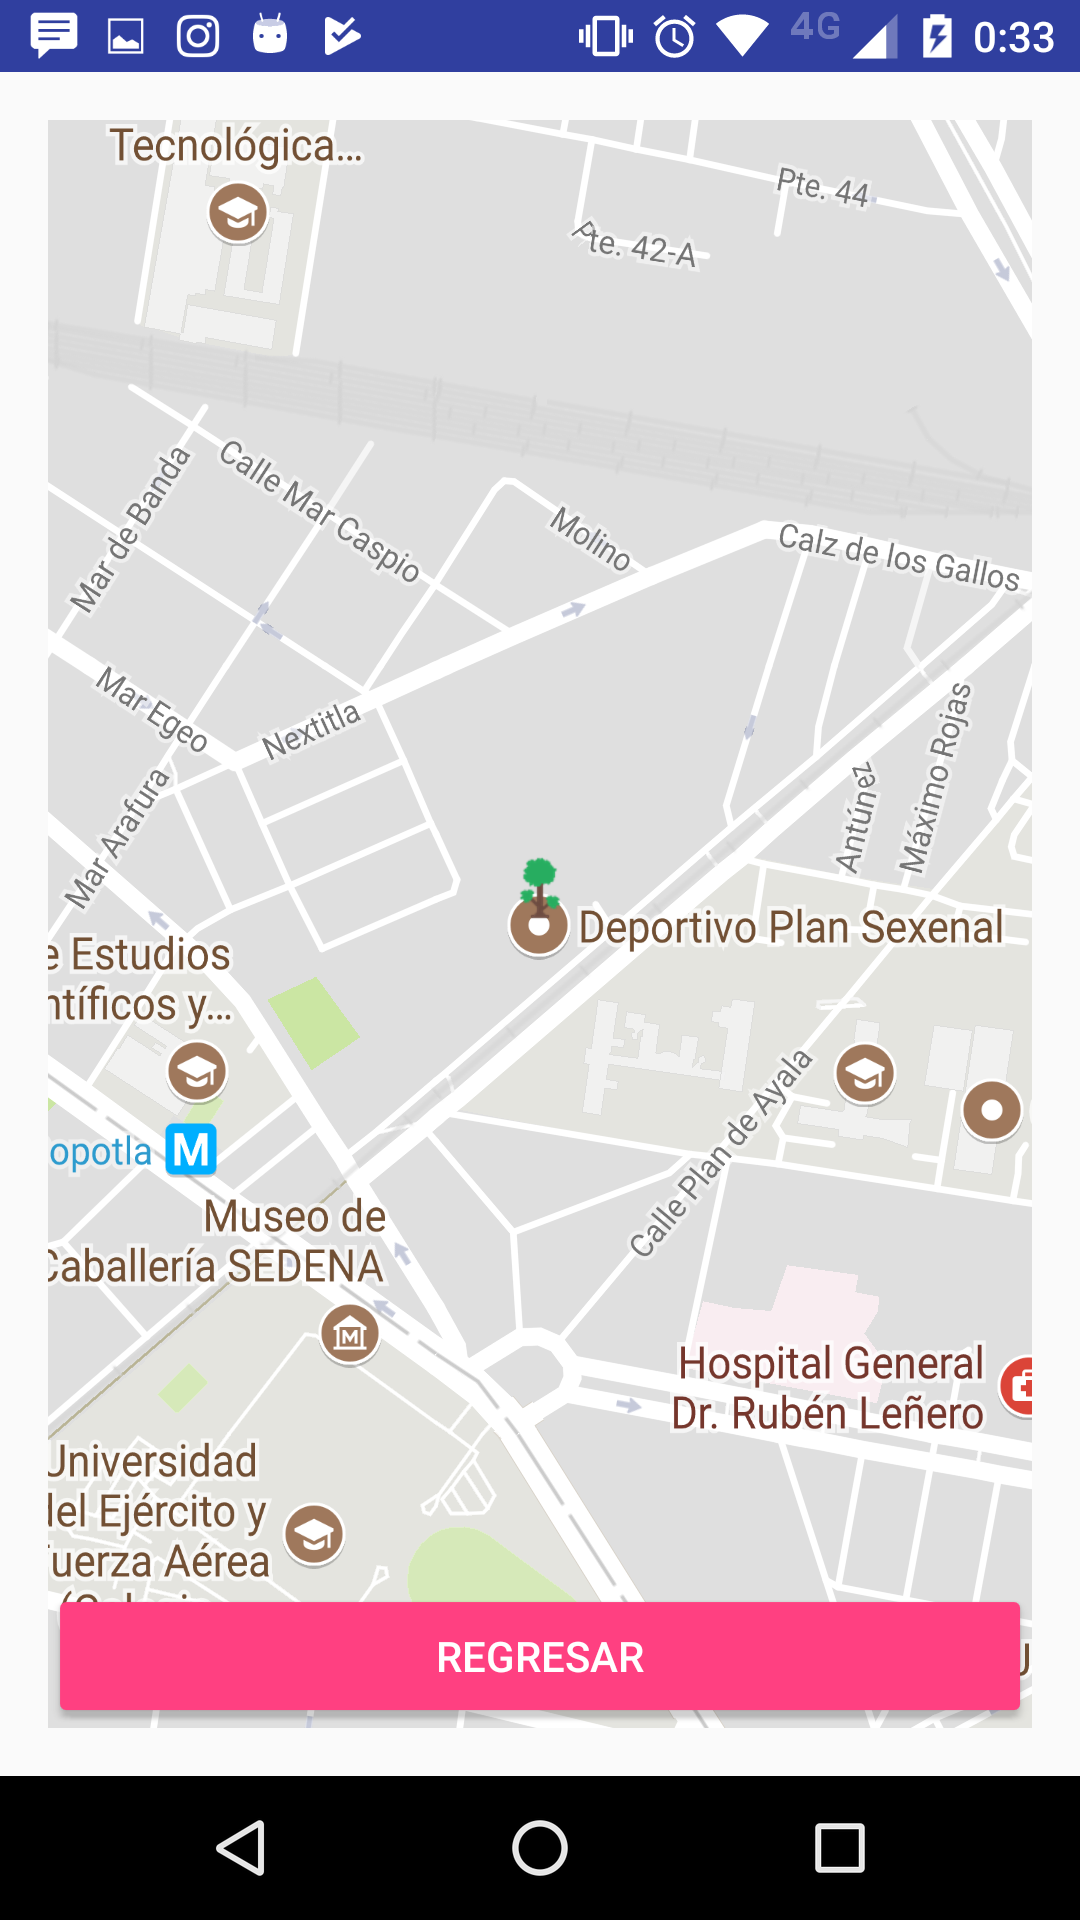 4G 0:33
Tecnológica...
Pte. 44
Pte. 42-A
Calle Mar Caspio
Mar de Banda
Molino
Calz de los Gallos
Mar Egeo
Nextitla
Máximo Rojas
Antúnez
Mar Arafura
Deportivo Plan Sexenal
e Estudios
ntíficos y...
Calle Plan de Ayala
opotla M
Museo de
Caballería SEDENA
M
Hospital General
Dr. Rubén Leñero
Universidad
del Ejército y
Fuerza Aérea
REGRESAR